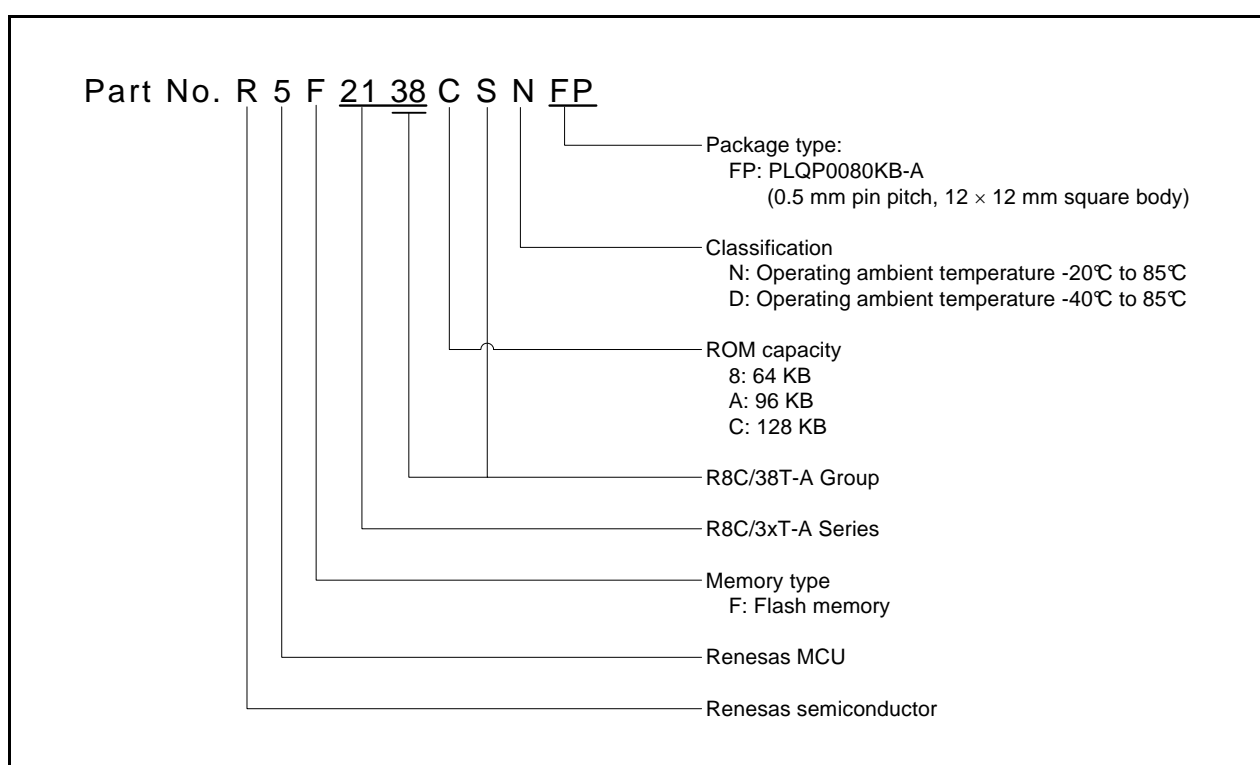 Part No. R 5 F 21 38 C S N FP
Package type:
FP: PLQP0080KB-A
(0.5 mm pin pitch, 12 × 12 mm square body)
Classification
N: Operating ambient temperature -20℃ to 85℃
D: Operating ambient temperature -40℃ to 85℃
ROM capacity
8: 64 KB
A: 96 KB
C: 128 KB
R8C/38T-A Group
R8C/3xT-A Series
Memory type
F: Flash memory
Renesas MCU
Renesas semiconductor